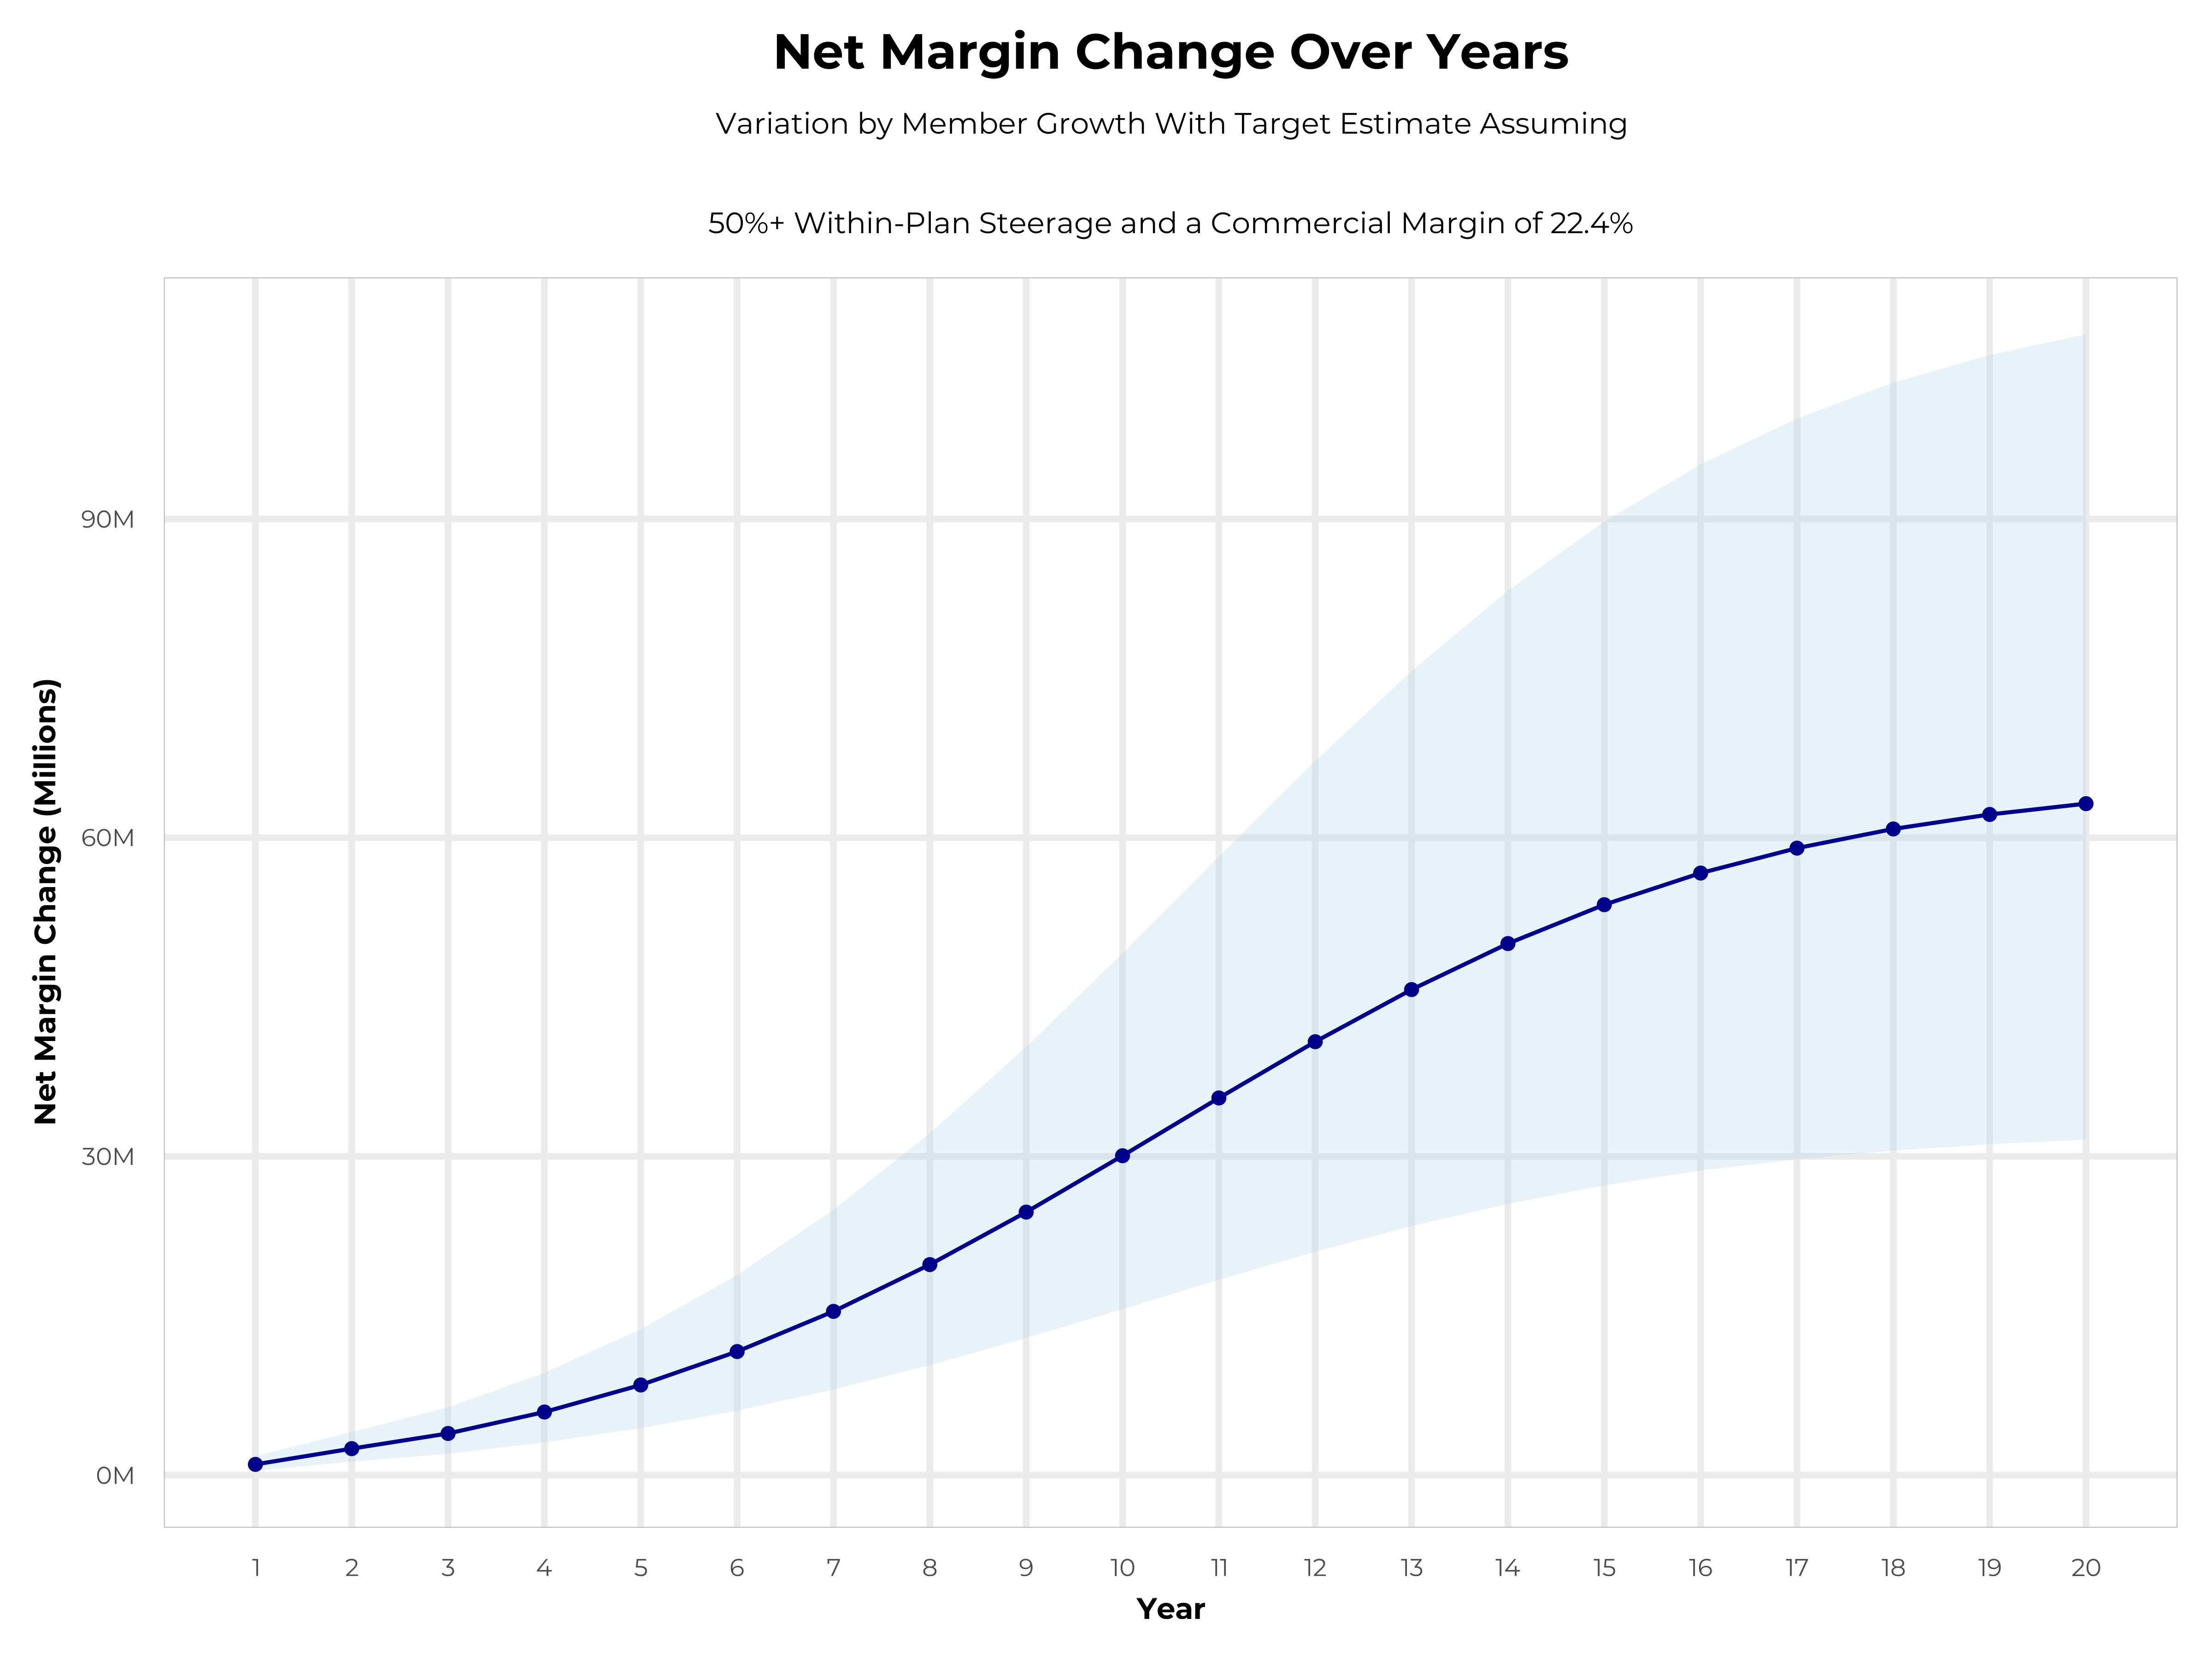 Net Margin Change Over Years
Variation by Member Growth With Target Estimate Assuming
50%+ Within-Plan Steerage and a Commercial Margin of 22.4%
Net Margin Change (Millions)
90M
60M
30M
0M
1 2 3 4 5 6 7 8 9 10 11 12 13 14 15 16 17 18 19 20
Year